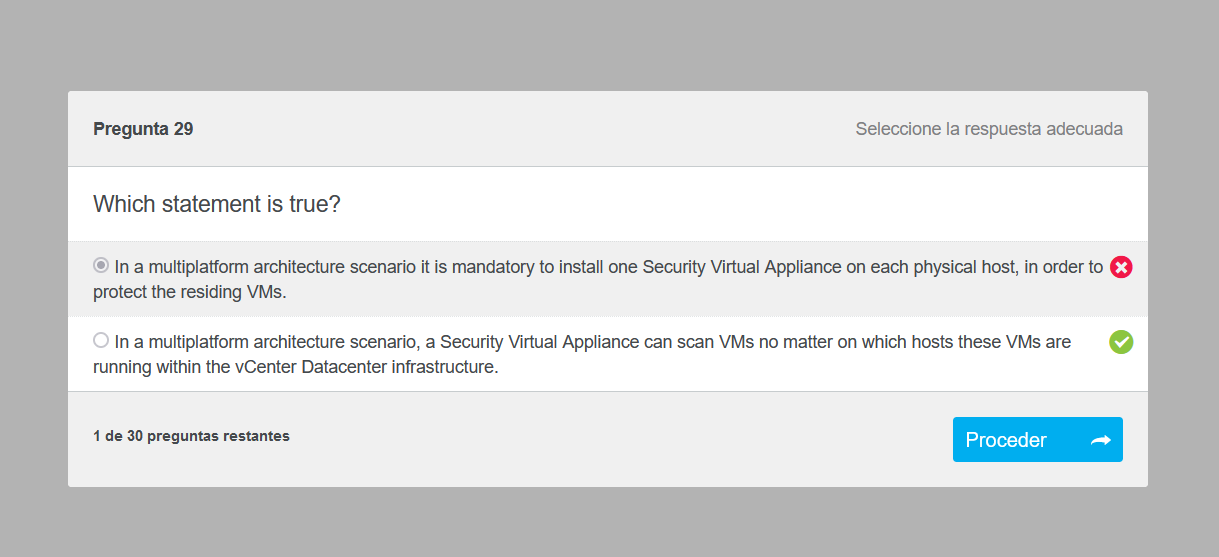 Pregunta 29
Seleccione la respuesta adecuada
Which statement is true?
In a multiplatform architecture scenario it is mandatory to install one Security Virtual Appliance on each physical host, in order to
protect the residing VMs.
In a multiplatform architecture scenario, a Security Virtual Appliance can scan VMs no matter on which hosts these VMs are
running within the vCenter Datacenter infrastructure.
1 de 30 preguntas restantes
Proceder